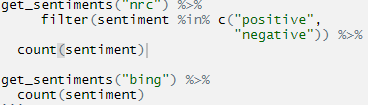 get_sentiments("nrc") %>%
     filter(sentiment %in% c("positive",
                             "negative")) %>%
  count(sentiment)

get_sentiments("bing") %>%
  count(sentiment)